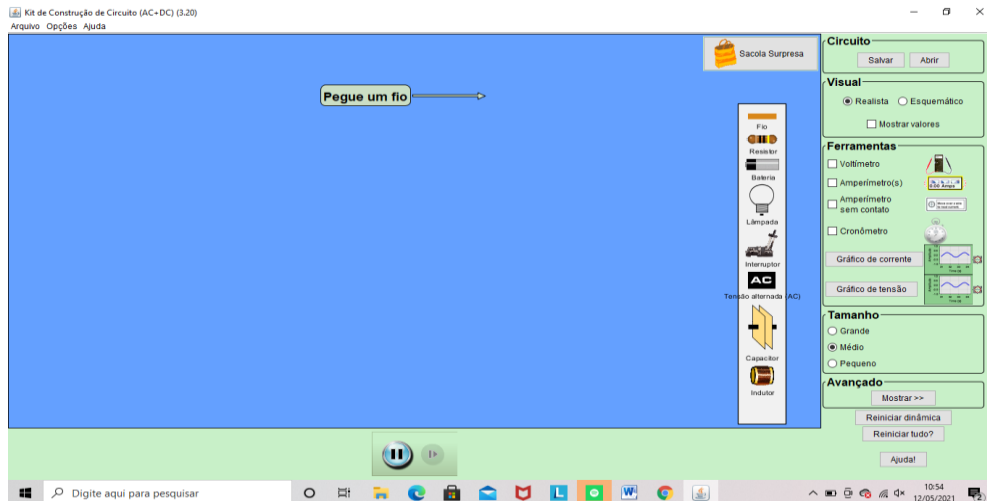 Kit de Construção de Circuito (AC+DC) (3.20)
Arquivo Opções Ajuda
Sacola Surpresa
Pegue um fio
Fio
Resistor
Bateria
Lâmpada
Interruptor
AC
Tensão alternada (AC)
Capacitor
Indutor
Circuito
Salvar Abrir
Visual
Realista Esquemático
Mostrar valores
Ferramentas
Voltímetro
Amperímetro(s)
Amperímetro
sem contato
Cronômetro
Gráfico de corrente
Gráfico de tensão
Tamanho
Grande
Médio
Pequeno
Avançado
Mostrar >>
Reiniciar dinâmica
Reiniciar tudo?
Ajuda!
Digite aqui para pesquisar
L
W
10:54
12/05/2021